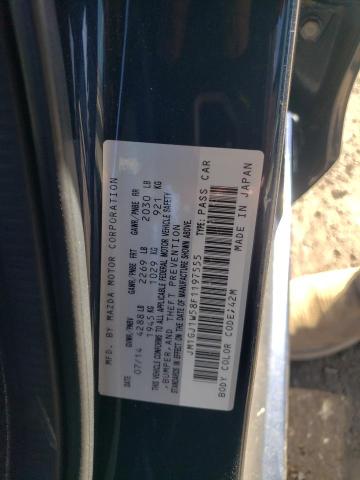 MFD. BY MAZDA MOTOR CORPORATION
DATE GVWR/PNBV GAWR/PNBE FRT GAWR/PNBE RR
07/14 4288 LB 2269 LB 2030 LB
1945 KG 1029 KG 921 KG
THIS VEHICLE CONFORMS TO ALL APPLICABLE FEDERAL MOTOR VEHICLE SAFETY
,BUMPER,AND THEFT PREVENTION
STANDARDS IN EFFECT ON THE DATE OF MANUFACTURE SHOWN ABOVE.
JM1GJ1W58F1197555 TYPE: PASS CAR
BODY COLOR CODE;42M MADE IN JAPAN